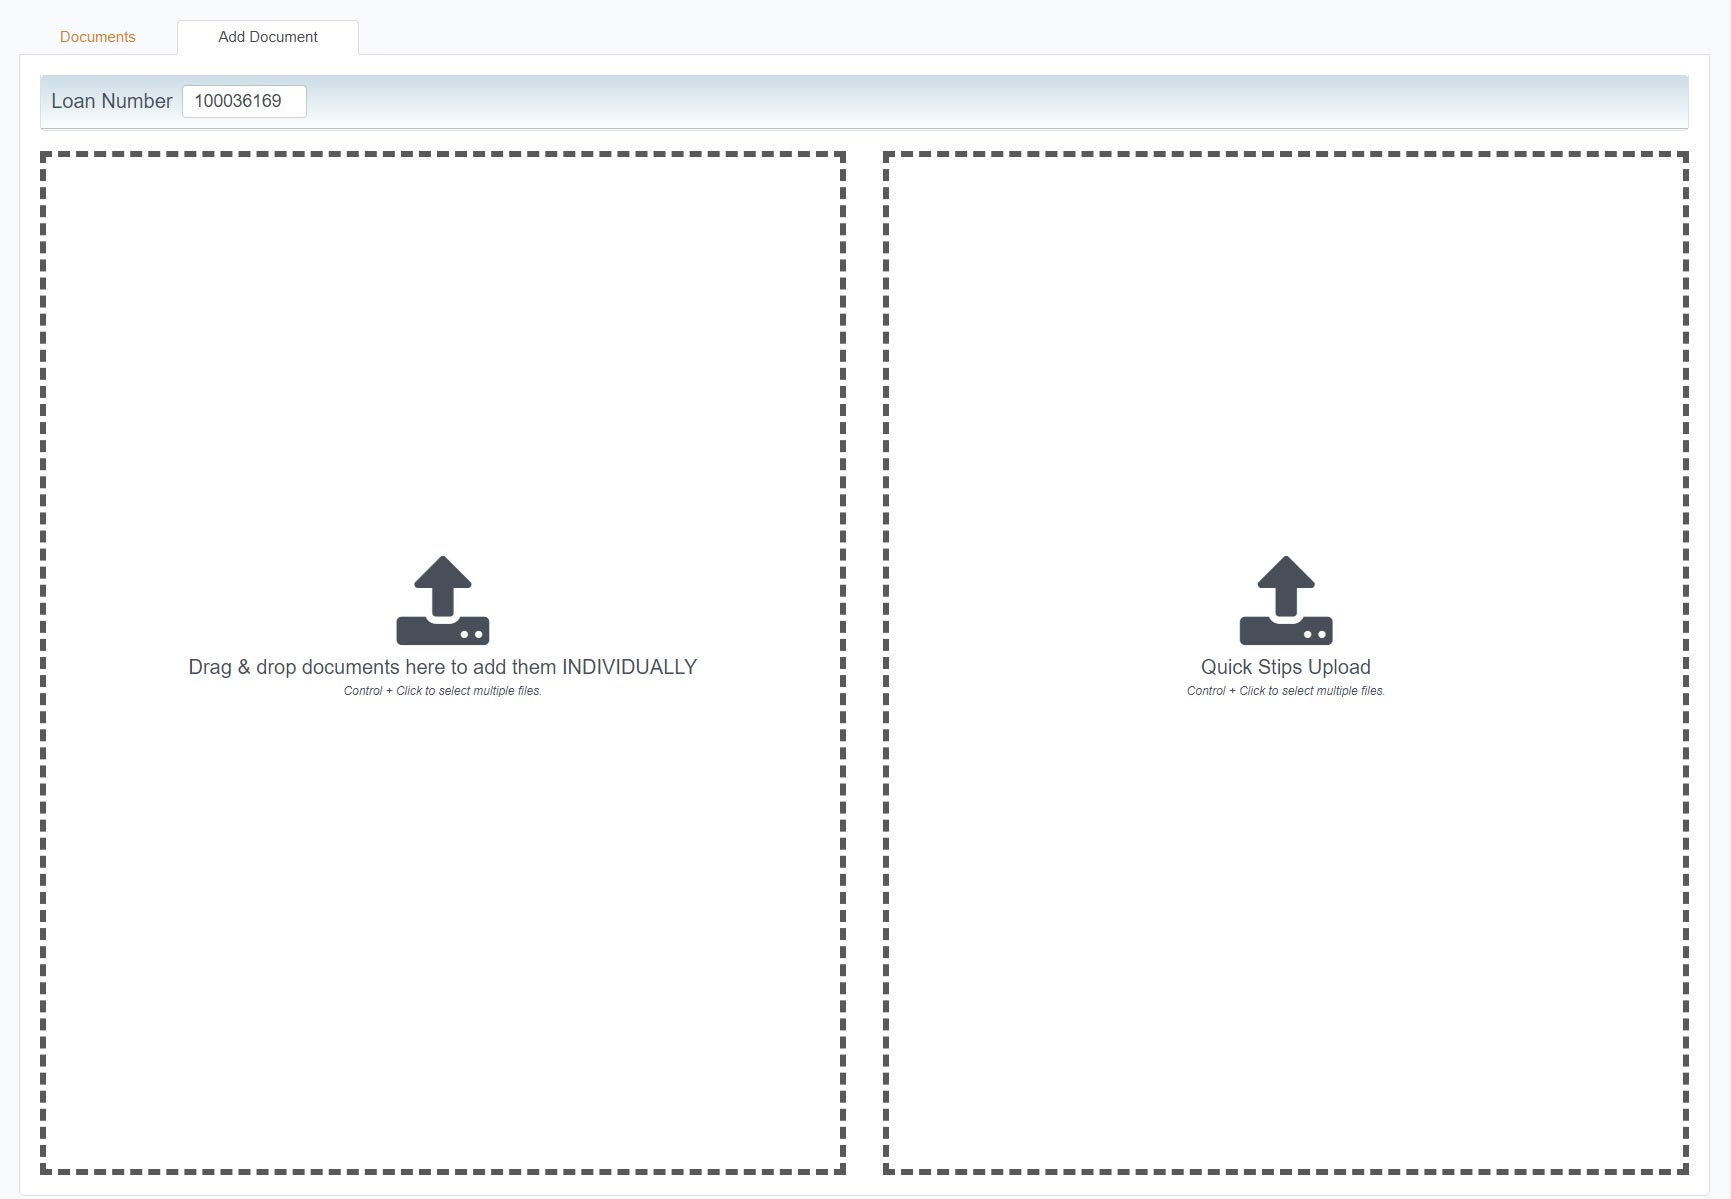 Documents
Add Document
Loan Number 100036169
Drag & drop documents here to add them INDIVIDUALLY
Control + Click to select multiple files.
Quick Stips Upload
Control + Click to select multiple files.